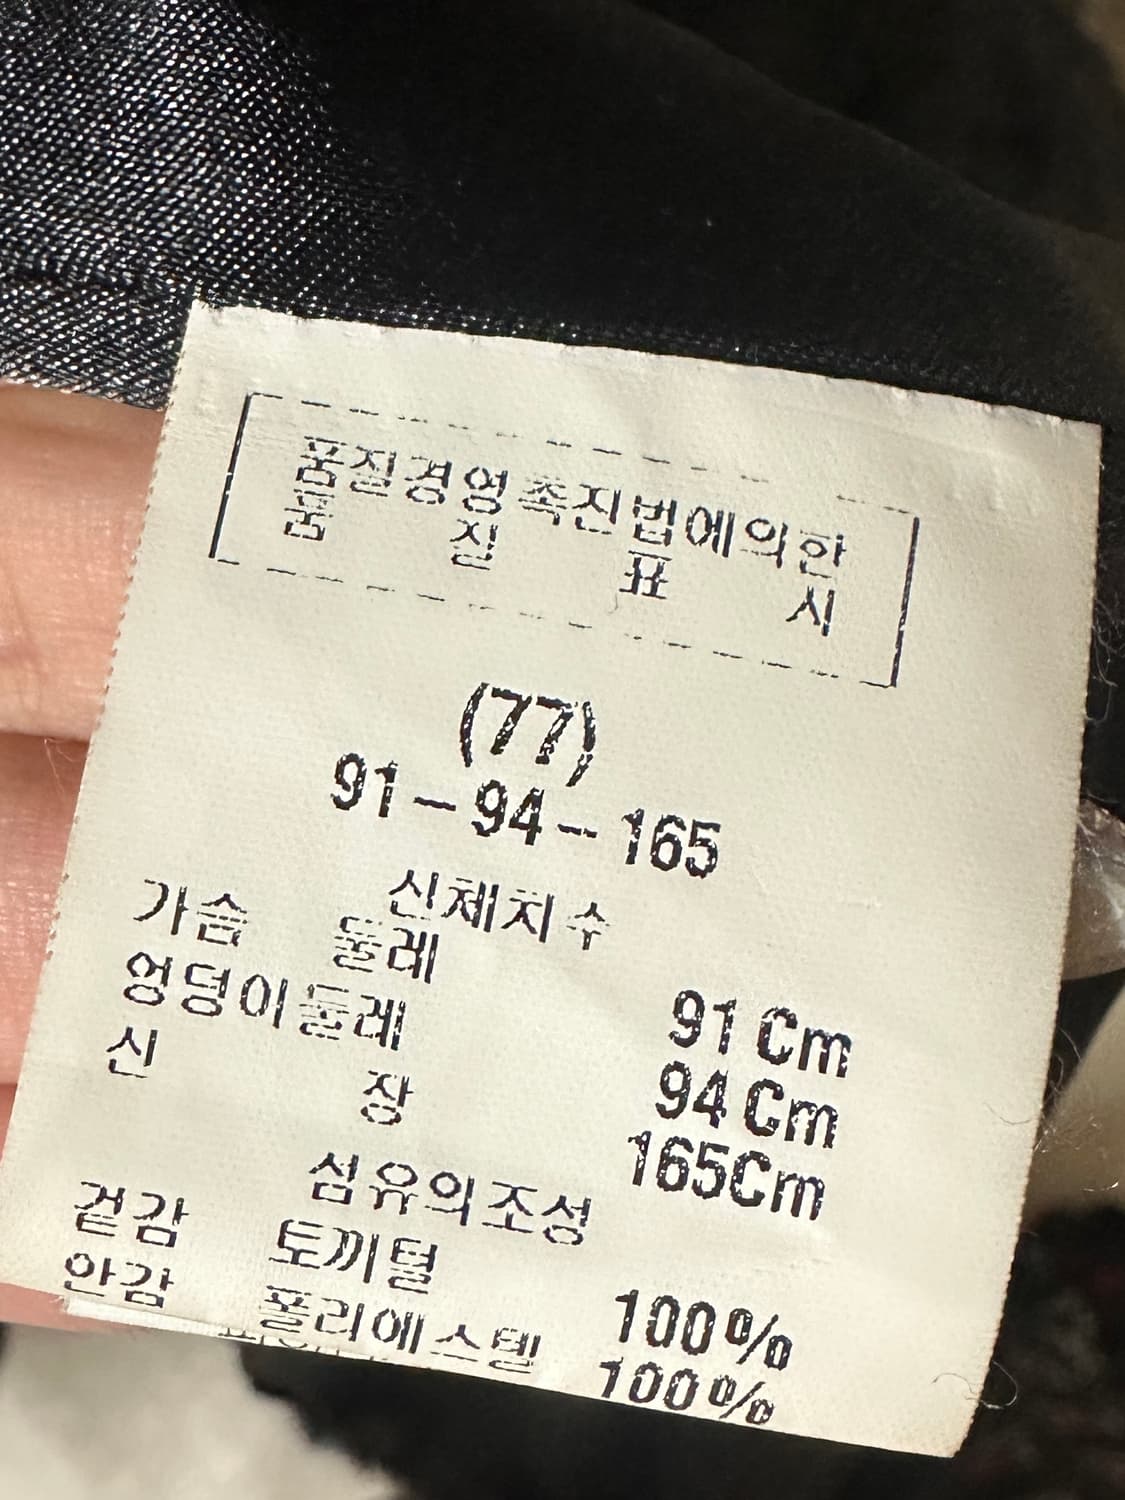 품질경영촉진법에의한
품 질 표 시
(77)
91-94-165
신체치수
가슴 둘레 91 Cm
엉덩이둘레 94 Cm
신 장 165Cm
섬유의조성
겉감 토끼털 100%
안감 폴리에스텔 100%